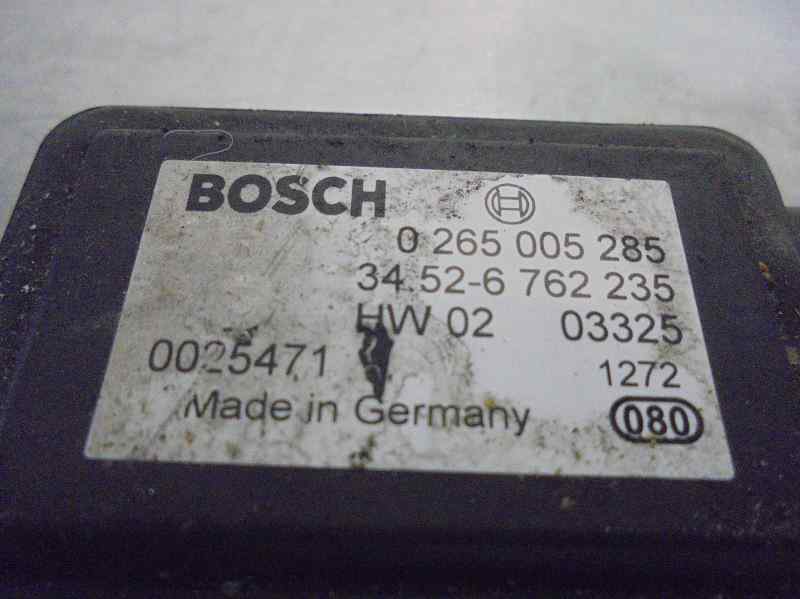 BOSCH
0 265 005 285
34.52-6 762 235
HW 02 03325
0025471 1272
Made in Germany 080